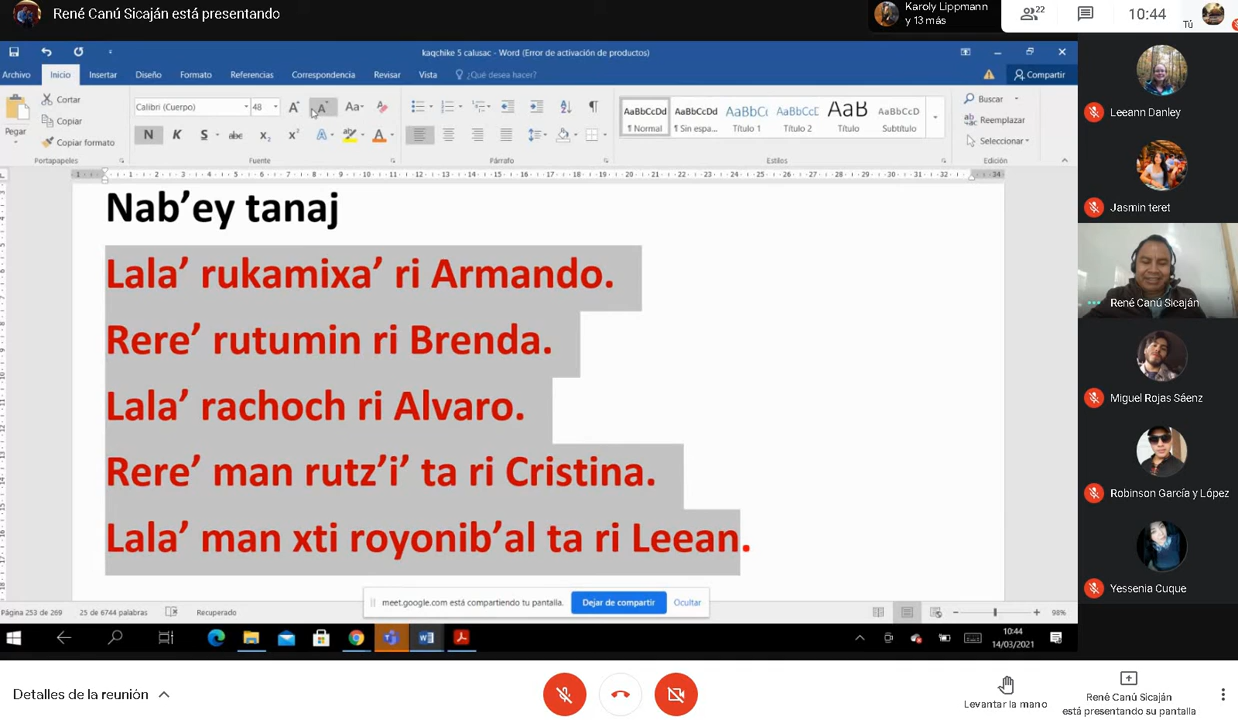 René Canú Sicaján está presentando
Karoly Lippmann
y 13 más
22
10:44
Tú
kaqchike 5 calusac - Word (Error de activación de productos)
Archivo Inicio Insertar Diseño Formato Referencias Correspondencia Revisar Vista ¿Qué desea hacer? Compartir
Pegar
Cortar
Copiar
Copiar formato
Portapapeles
Calibri (Cuerpo) 48
N K S abc X₂ X²
Fuente
Párrafo
AaBbCcDd AaBbCcDd AaBbCc AaBbCcC AaB AaBbCcD
¶ Normal ¶ Sin espa... Título 1 Título 2 Título Subtítulo
Estilos
Buscar
Reemplazar
Seleccionar
Edición
Nab’ey tanaj
Lala’ rukamixa’ ri Armando.
Rere’ rutumin ri Brenda.
Lala’ rachoch ri Alvaro.
Rere’ man rutz’i’ ta ri Cristina.
Lala’ man xti royonib’al ta ri Leean.
meet.google.com está compartiendo tu pantalla. Dejar de compartir Ocultar
Página 253 de 269 25 de 6744 palabras Recuperado 98%
10:44
14/03/2021
Leeann Danley
Jasmin teret
René Canú Sicaján
Miguel Rojas Sáenz
Robinson García y López
Yessenia Cuque
Detalles de la reunión
Levantar la mano
René Canú Sicaján
está presentando su pantalla